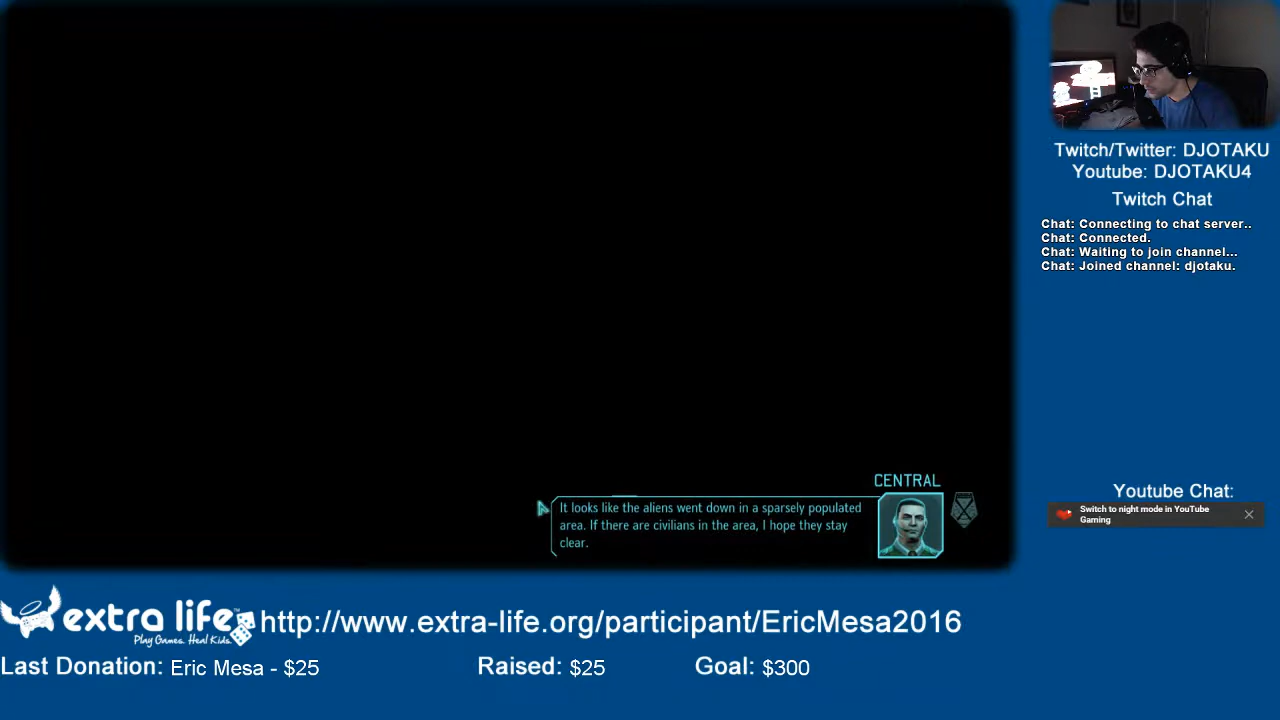 Twitch/Twitter: DJOTAKU
Youtube: DJOTAKU4
Twitch Chat
Chat: Connecting to chat server..
Chat: Connected.
Chat: Waiting to join channel...
Chat: Joined channel: djotaku.
CENTRAL
It looks like the aliens went down in a sparsely populated
area. If there are civilians in the area, I hope they stay
clear.
Youtube Chat:
Switch to night mode in YouTube
Gaming
extra life
Play Games. Heal Kids.
http://www.extra-life.org/participant/EricMesa2016
Last Donation: Eric Mesa - $25
Raised: $25
Goal: $300